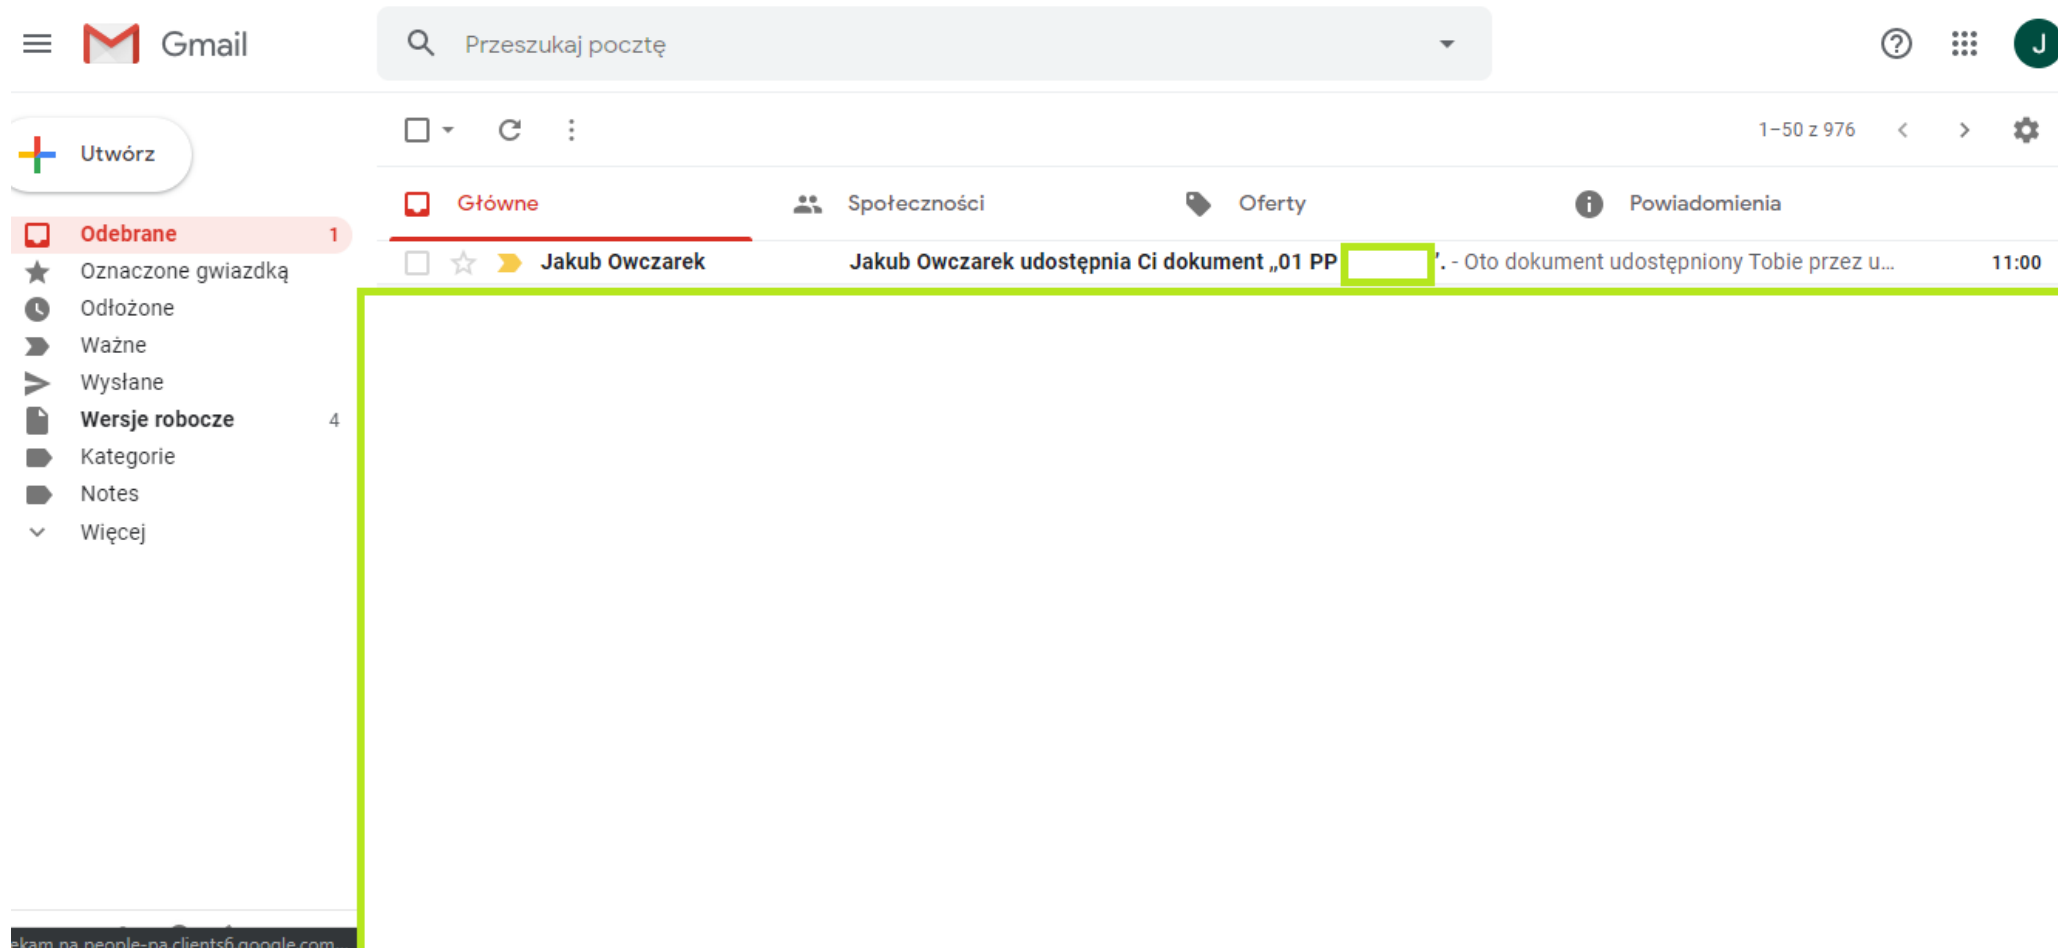 Gmail
Przeszukaj pocztę
J
Utwórz
1–50 z 976
Główne
Społeczności
Oferty
Powiadomienia
Odebrane 1
Jakub Owczarek Jakub Owczarek udostępnia Ci dokument „01 PP ”. - Oto dokument udostępniony Tobie przez u... 11:00
Oznaczone gwiazdką
Odłożone
Ważne
Wysłane
Wersje robocze 4
Kategorie
Notes
Więcej
na people-pa.clients6.google.com